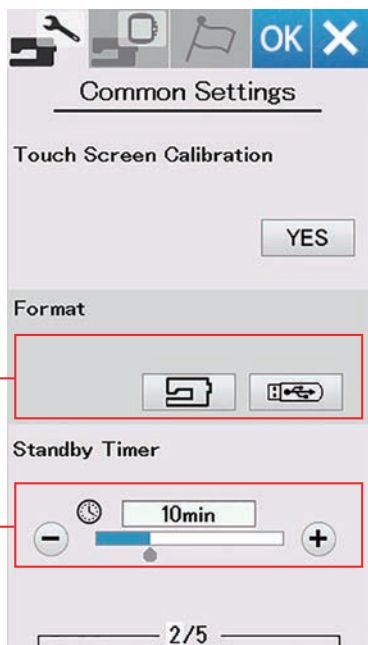 OK
Common Settings
Touch Screen Calibration
YES
Format
Standby Timer
10min
2/5